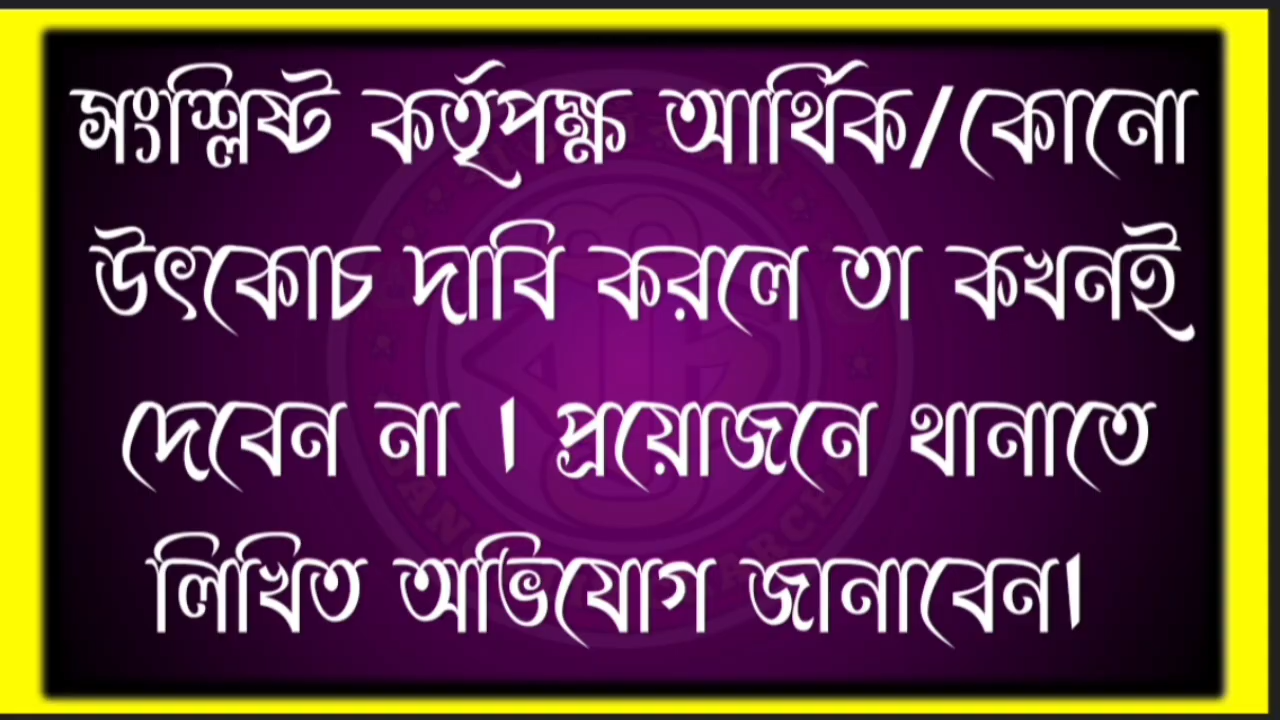 সংশ্লিষ্ট কর্তৃপক্ষ আর্থিক/কোনো
উৎকোচ দাবি করলে তা কখনই
দেবেন না । প্রয়োজনে থানাতে
লিখিত অভিযোগ জানাবেন।